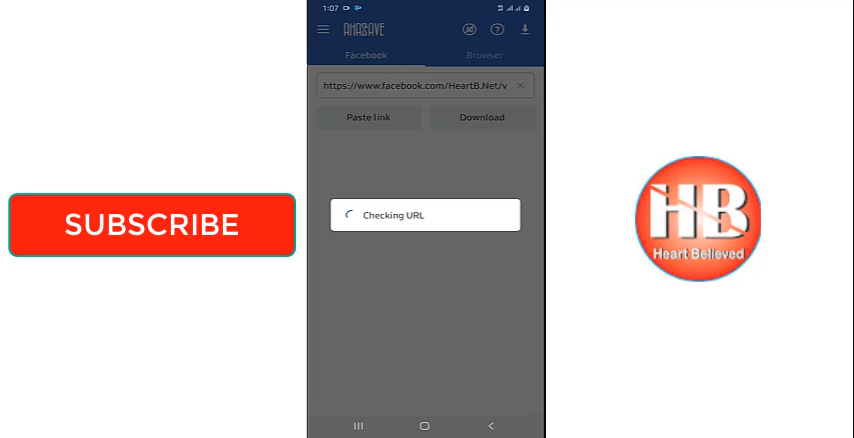 1:07
AHASAVE
Facebook
Browser
https://www.facebook.com/HeartB.Net/v
Paste link
Download
Checking URL
SUBSCRIBE
HB
Heart Believed